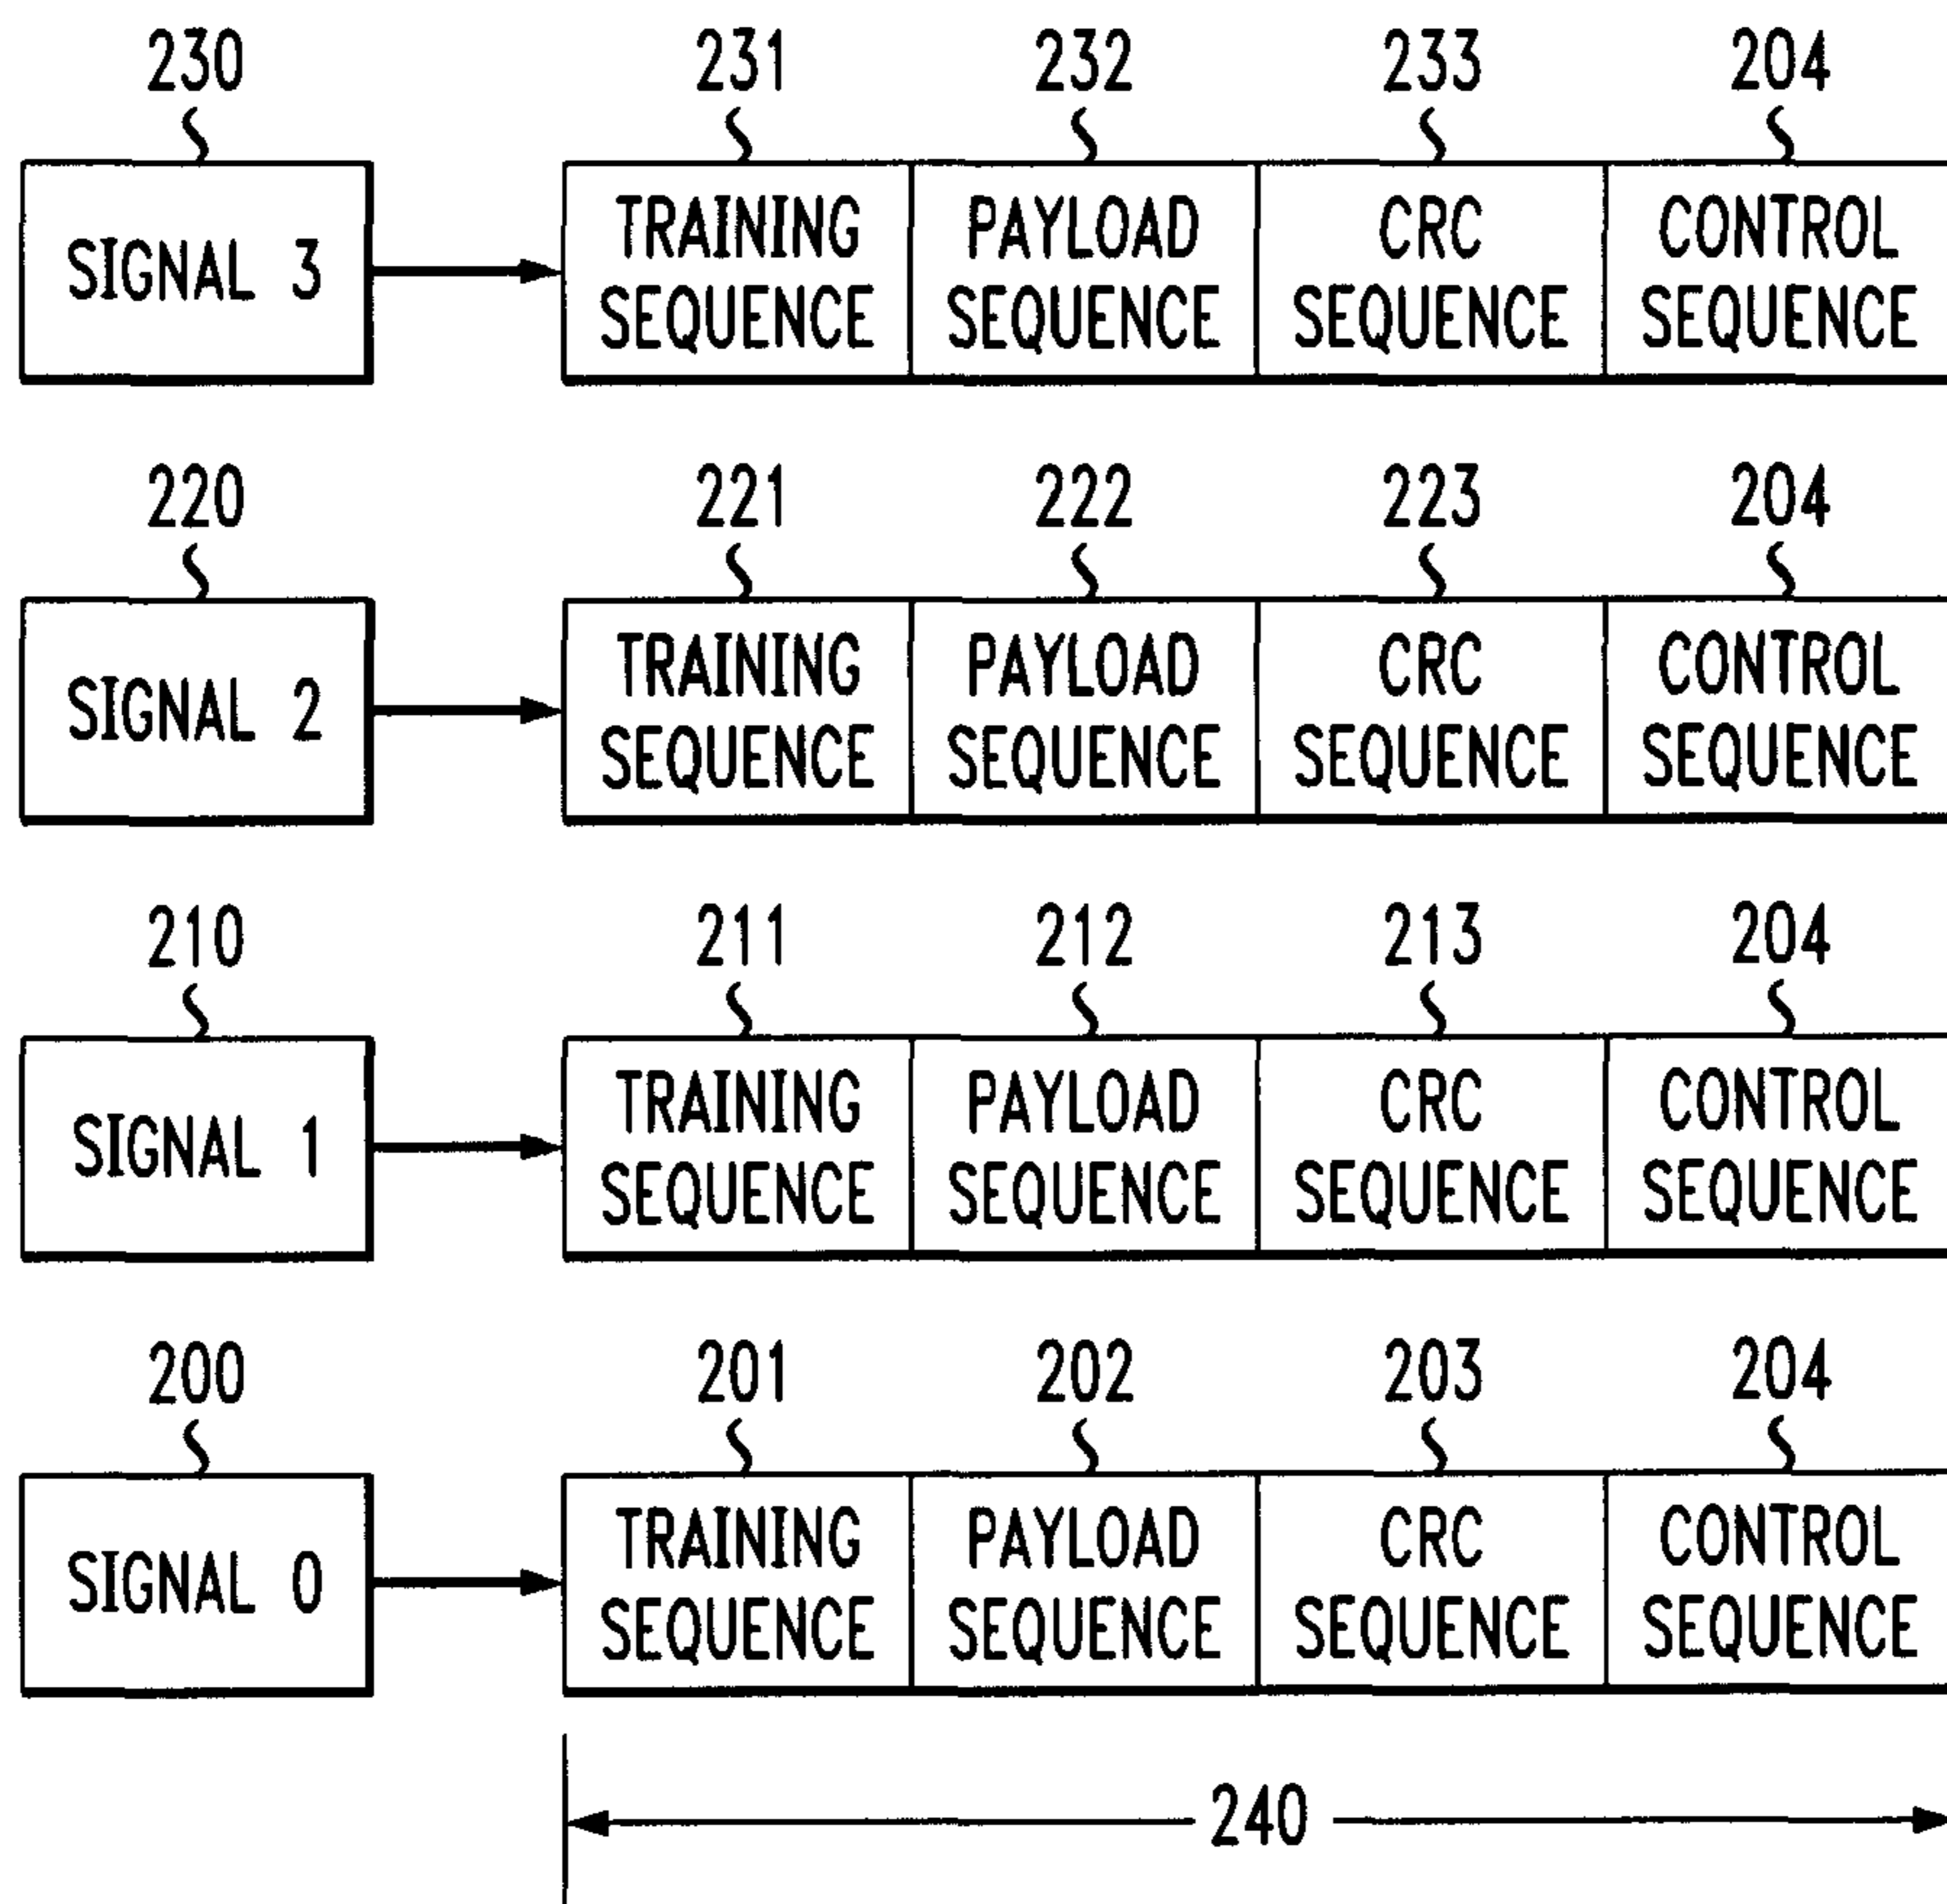 230 231 232 233 204
SIGNAL 3
TRAINING SEQUENCE
PAYLOAD SEQUENCE
CRC SEQUENCE
CONTROL SEQUENCE
220 221 222 223 204
SIGNAL 2
TRAINING SEQUENCE
PAYLOAD SEQUENCE
CRC SEQUENCE
CONTROL SEQUENCE
210 211 212 213 204
SIGNAL 1
TRAINING SEQUENCE
PAYLOAD SEQUENCE
CRC SEQUENCE
CONTROL SEQUENCE
200 201 202 203 204
SIGNAL 0
TRAINING SEQUENCE
PAYLOAD SEQUENCE
CRC SEQUENCE
CONTROL SEQUENCE
240